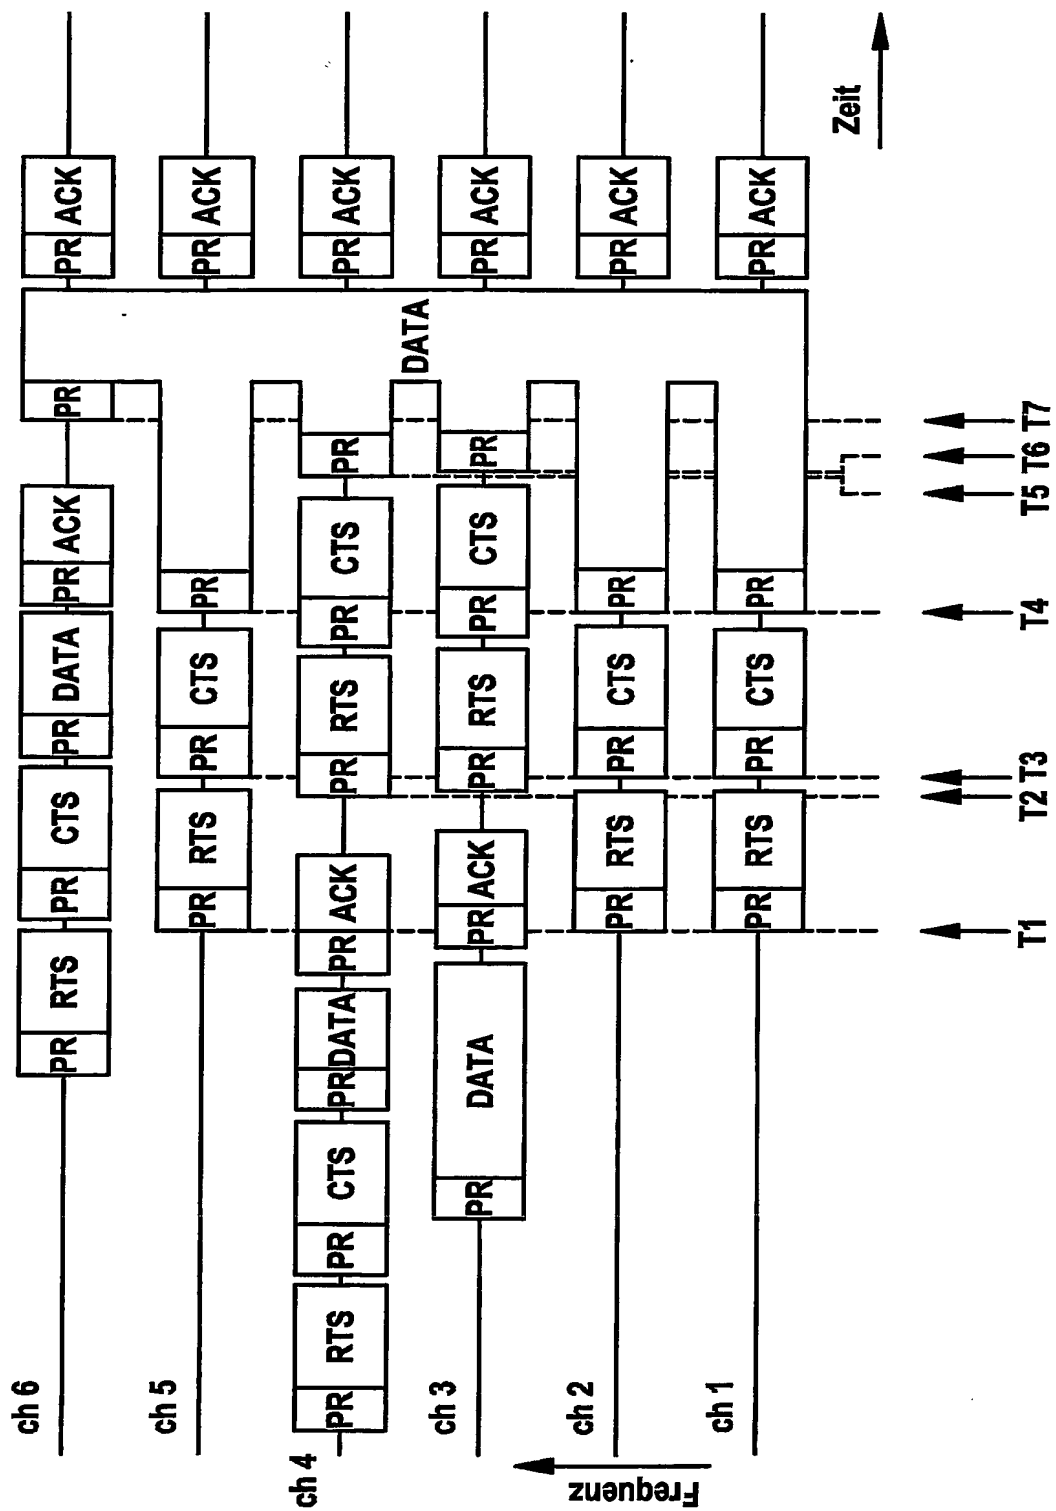 ch 6
PR RTS PR CTS PR DATA PR ACK PR
PR ACK
ch 5
PR RTS PR CTS PR
PR ACK
ch 4
PR RTS PR CTS PR DATA PR ACK PR RTS PR CTS PR
PR ACK
DATA
ch 3
PR DATA PR ACK PR RTS PR CTS PR
PR ACK
ch 2
PR RTS PR CTS PR
PR ACK
ch 1
PR RTS PR CTS PR
PR ACK
Frequenz
Zeit
T1 T2 T3 T4 T5 T6 T7